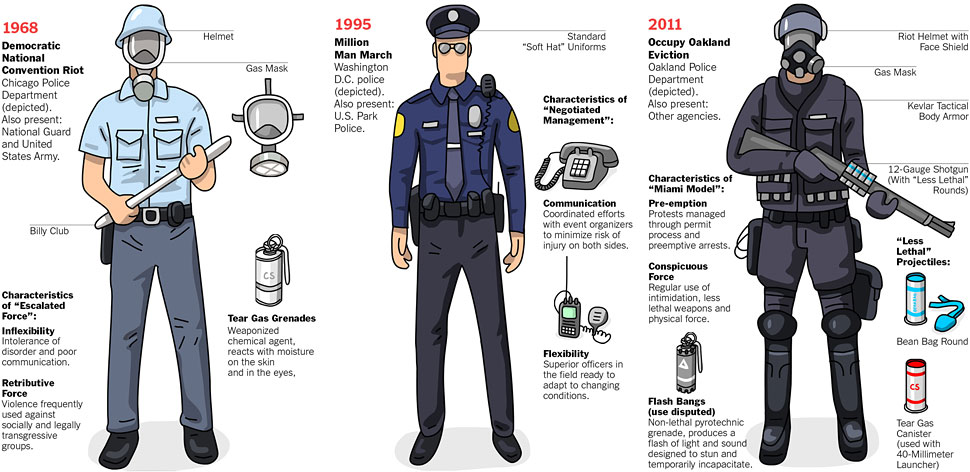 1968
Democratic
National
Convention Riot
Chicago Police
Department
(depicted).
Also present:
National Guard
and United
States Army.
Helmet
Gas Mask
Billy Club
Characteristics
of “Escalated
Force”:
Inflexibility
Intolerance of
disorder and poor
communication.
Retributive
Force
Violence frequently
used against
socially and legally
transgressive
groups.
CS
Tear Gas Grenades
Weaponized
chemical agent,
reacts with moisture
on the skin
and in the eyes,
1995
Million
Man March
Washington
D.C. police
(depicted).
Also present:
U.S. Park
Police.
Standard
“Soft Hat” Uniforms
Characteristics of
“Negotiated
Management”:
Communication
Coordinated efforts
with event organizers
to minimize risk of
injury on both sides.
Flexibility
Superior officers in
the field ready to
adapt to changing
conditions.
2011
Occupy Oakland
Eviction
Oakland Police
Department
(depicted).
Also present:
Other agencies.
Riot Helmet with
Face Shield
Gas Mask
Kevlar Tactical
Body Armor
12-Gauge Shotgun
(With “Less Lethal”
Rounds)
Characteristics of
“Miami Model”:
Pre-emption
Protests managed
through permit
process and
preemptive arrests.
Conspicuous
Force
Regular use of
intimidation, less
lethal weapons and
physical force.
Flash Bangs
(use disputed)
Non-lethal pyrotechnic
grenade, produces a
flash of light and sound
designed to stun and
temporarily incapacitate.
“Less
Lethal”
Projectiles:
Bean Bag Round
CS
Tear Gas
Canister
(used with
40-Millimeter
Launcher)